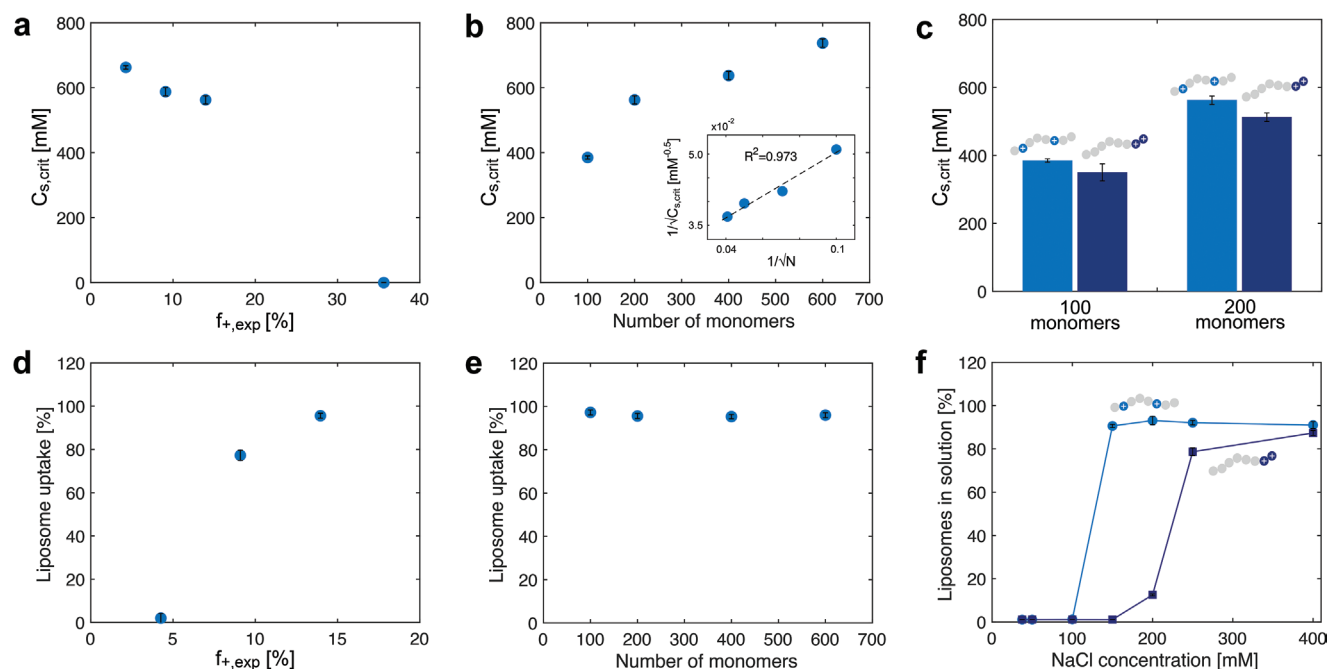 a
800
600
400
200
0
C_s,crit [mM]
0 10 20 30 40
f_+,exp [%]
b
800
600
400
200
0
C_s,crit [mM]
0 100 200 300 400 500 600 700
Number of monomers
x10⁻²
5.0
3.5
1/√C_s,crit [mM^-0.5]
R²=0.973
0.04 0.1
1/√N
c
800
600
400
200
0
C_s,crit [mM]
+ + + +
+ + + +
100
monomers
200
monomers
d
120
100
80
60
40
20
0
Liposome uptake [%]
0 5 10 15 20
f_+,exp [%]
e
120
100
80
60
40
20
0
Liposome uptake [%]
0 100 200 300 400 500 600 700
Number of monomers
f
120
100
80
60
40
20
0
Liposomes in solution [%]
+ +
+ +
0 100 200 300 400
NaCl concentration [mM]